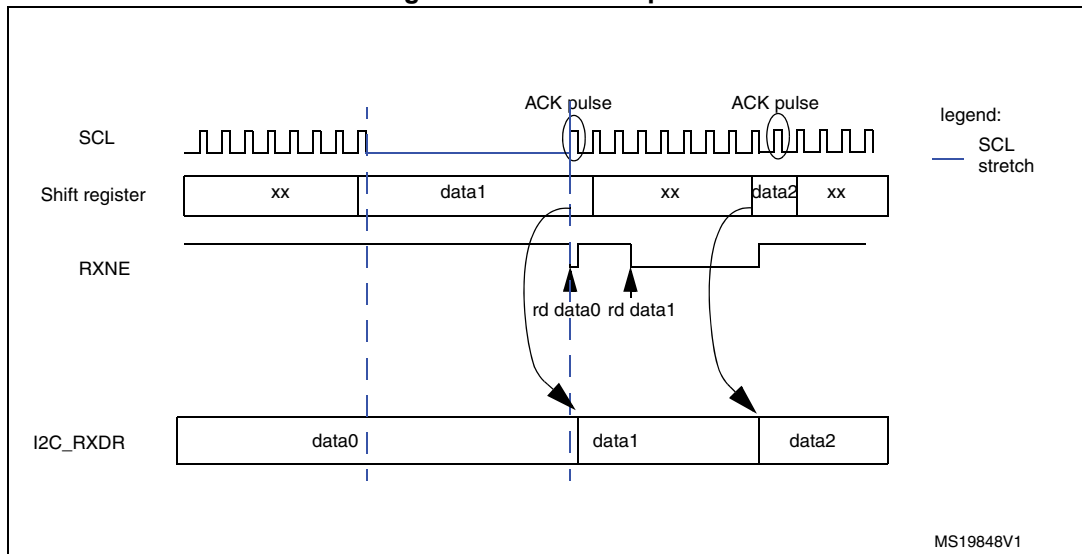 ACK pulse
ACK pulse
legend:
SCL
SCL
stretch
Shift register
xx
data1
xx
data2
xx
RXNE
rd data0
rd data1
I2C_RXDR
data0
data1
data2
MS19848V1